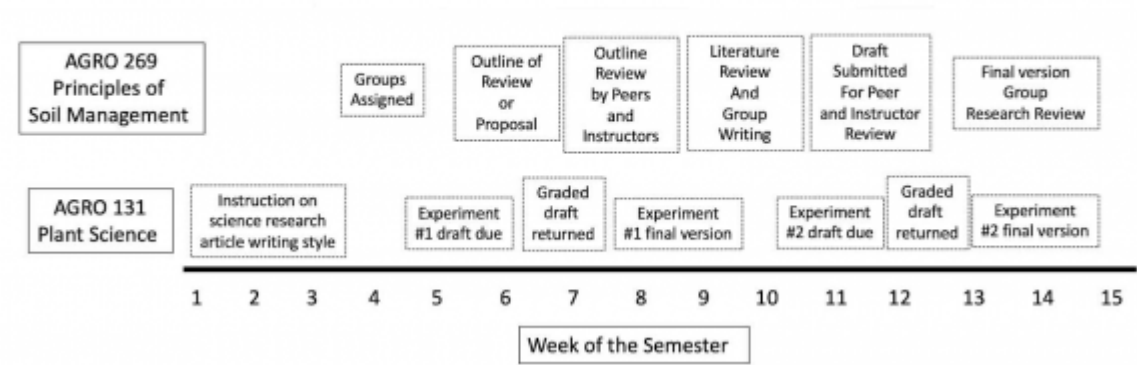 AGRO 269
Principles of
Soil Management
Groups
Assigned
Outline of
Review
or
Proposal
Outline
Review
by Peers
and
Instructors
Literature
Review
And
Group
Writing
Draft
Submitted
For Peer
and Instructor
Review
Final version
Group
Research Review
AGRO 131
Plant Science
Instruction on
science research
article writing style
Experiment
#1 draft due
Graded
draft
returned
Experiment
#1 final version
Experiment
#2 draft due
Graded
draft
returned
Experiment
#2 final version
1 2 3 4 5 6 7 8 9 10 11 12 13 14 15
Week of the Semester